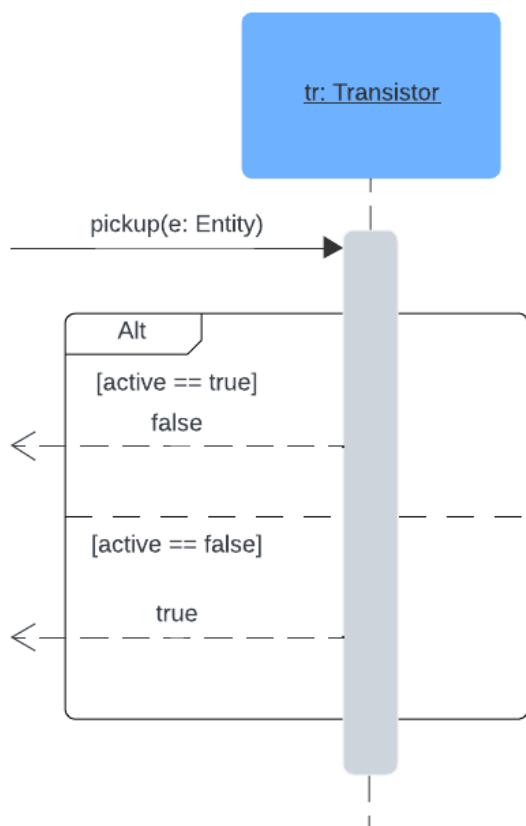 tr: Transistor
pickup(e: Entity)
Alt
[active == true]
false
[active == false]
true